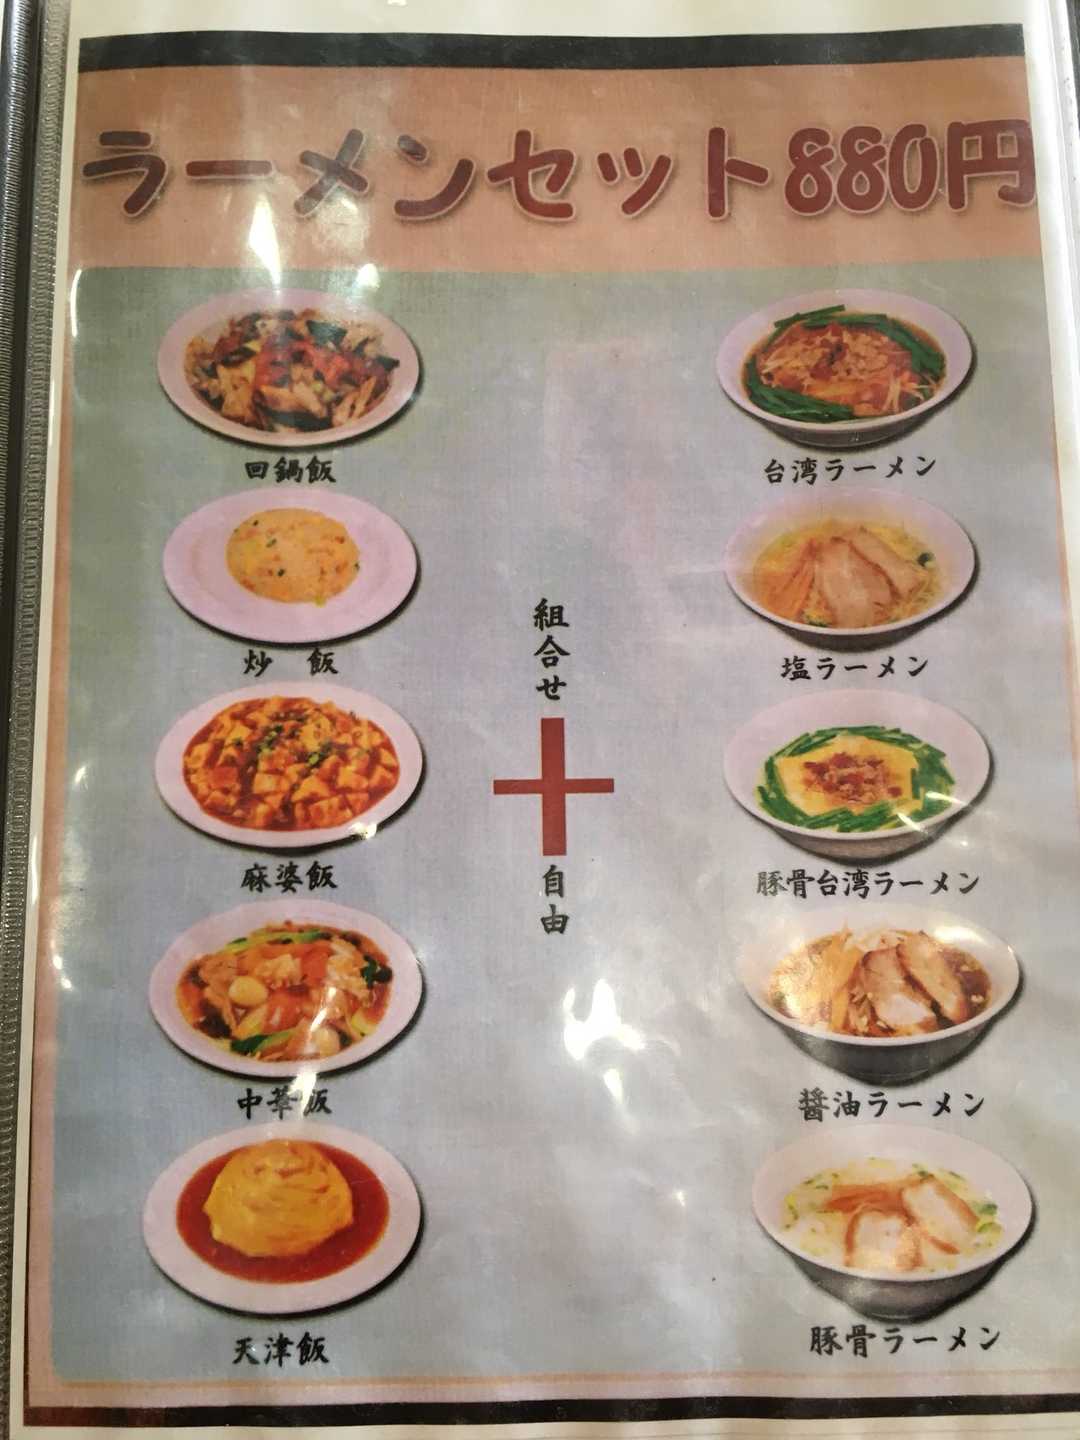 ラーメンセット880円
回鍋飯
台湾ラーメン
炒 飯
塩ラーメン
組合せ
自由
麻婆飯
豚骨台湾ラーメン
中華飯
醤油ラーメン
天津飯
豚骨ラーメン